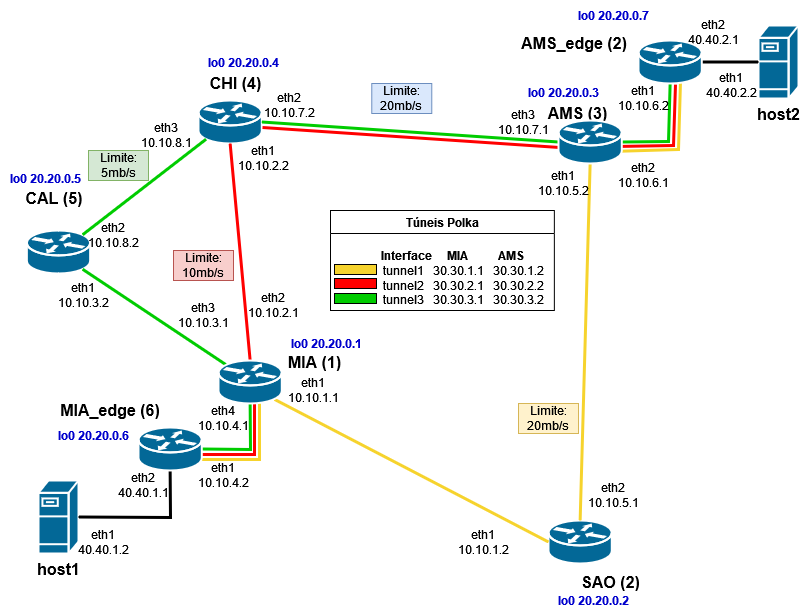 lo0 20.20.0.7
AMS_edge (2)
eth2
40.40.2.1
eth1
40.40.2.2
host2
eth1
10.10.6.2
lo0 20.20.0.4
CHI (4)
eth2
10.10.7.2
Limite:
20mb/s
lo0 20.20.0.3
AMS (3)
eth3
10.10.7.1
eth2
10.10.6.1
eth1
10.10.5.2
eth3
10.10.8.1
eth1
10.10.2.2
Limite:
5mb/s
lo0 20.20.0.5
CAL (5)
eth2
10.10.8.2
eth1
10.10.3.2
Limite:
10mb/s
Túneis Polka
Interface MIA AMS
tunnel1 30.30.1.1 30.30.1.2
tunnel2 30.30.2.1 30.30.2.2
tunnel3 30.30.3.1 30.30.3.2
eth3
10.10.3.1
eth2
10.10.2.1
lo0 20.20.0.1
MIA (1)
eth1
10.10.1.1
MIA_edge (6)
lo0 20.20.0.6
eth4
10.10.4.1
eth1
10.10.4.2
Limite:
20mb/s
eth2
40.40.1.1
eth1
40.40.1.2
host1
eth2
10.10.5.1
eth1
10.10.1.2
SAO (2)
lo0 20.20.0.2